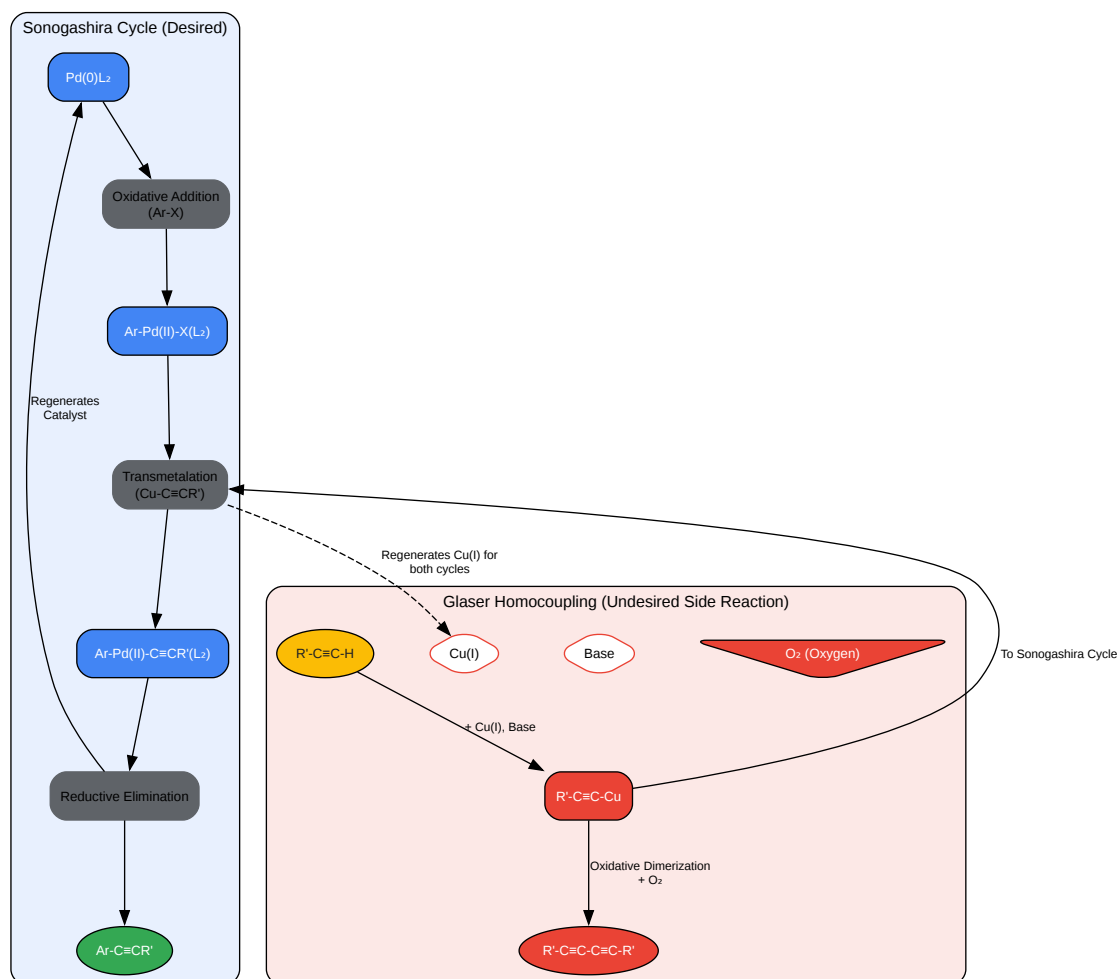 Sonogashira Cycle (Desired)
Pd(0)L₂
Oxidative Addition
(Ar-X)
Ar-Pd(II)-X(L₂)
Regenerates
Catalyst
Transmetalation
(Cu-C≡CR')
Regenerates Cu(I) for
both cycles
Glaser Homocoupling (Undesired Side Reaction)
Ar-Pd(II)-C≡CR'(L₂)
R'-C≡C-H
Cu(I)
Base
O₂ (Oxygen)
To Sonogashira Cycle
+ Cu(I), Base
Reductive Elimination
R'-C≡C-Cu
Oxidative Dimerization
+ O₂
Ar-C≡CR'
R'-C≡C-C≡C-R'